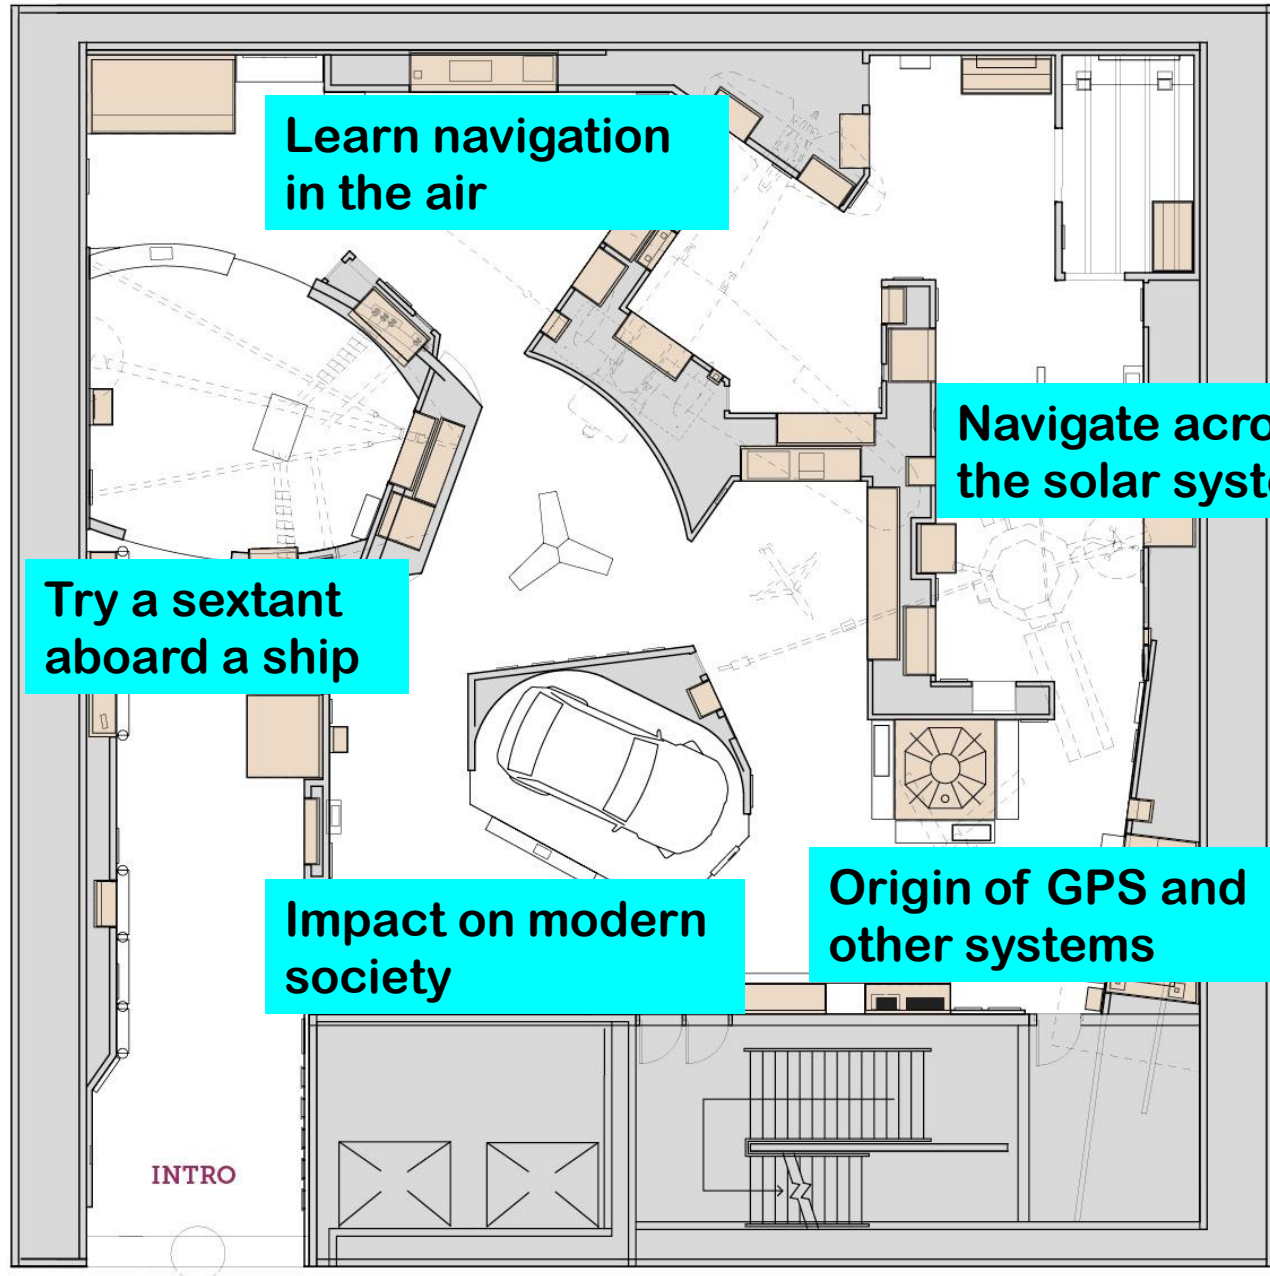 Learn navigation
in the air
Navigate acro
the solar syst
Try a sextant
aboard a ship
Origin of GPS and
other systems
Impact on modern
society
INTRO